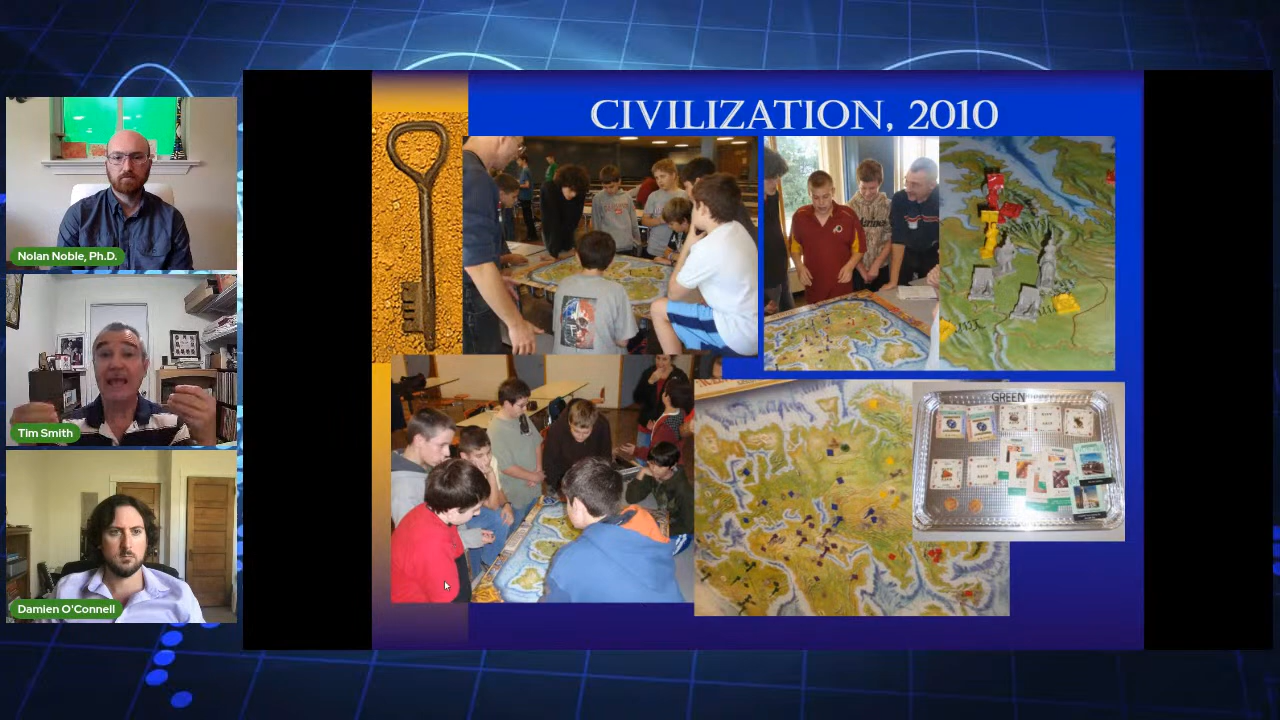 CIVILIZATION, 2010
Nolan Noble, Ph.D.
Tim Smith
Damien O'Connell
GREEN